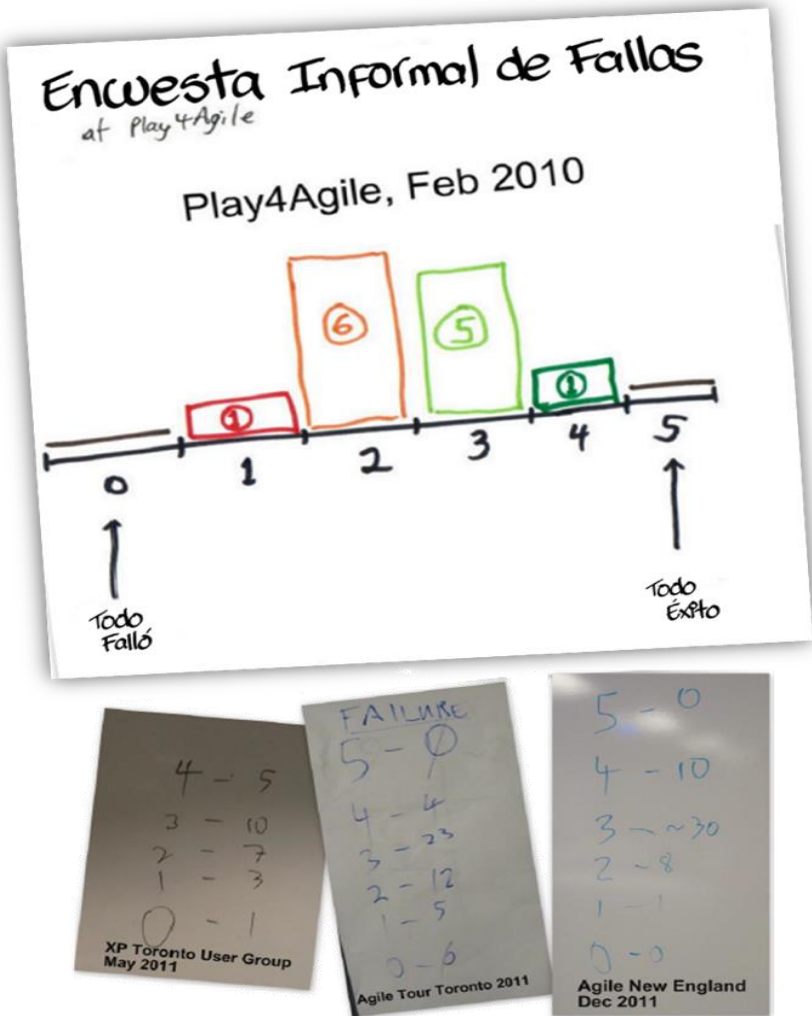 Encuesta Informal de Fallas
at Play4Agile
Play4Agile, Feb 2010
6
5
1
1
0
1
2
3
4
5
Todo
Falló
Todo
Éxito
4 - 5
3 - 10
2 - 7
1 - 3
0 - 1
XP Toronto User Group
May 2011
FAILURE
5 - 0
4 - 4
3 - 23
2 - 12
1 - 5
0 - 6
Agile Tour Toronto 2011
5 - 0
4 - 10
3 - ~30
2 - 8
1 - 1
0 - 0
Agile New England
Dec 2011